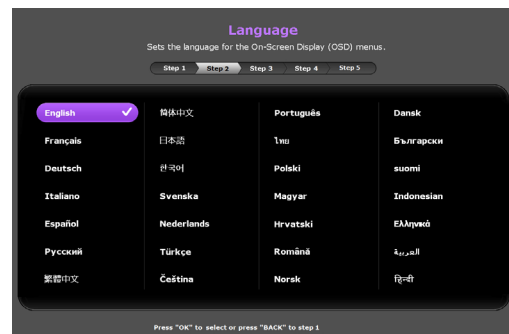 Language
Sets the language for the On-Screen Display (OSD) menus.
Step 1 Step 2 Step 3 Step 4 Step 5
English
Français
Deutsch
Italiano
Español
Русский
繁體中文
简体中文
日本語
한국어
Svenska
Nederlands
Türkçe
Čeština
Português
ไทย
Polski
Magyar
Hrvatski
Română
Norsk
Dansk
Български
suomi
Indonesian
Ελληνικά
العربية
हिन्दी
Press "OK" to select or press "BACK" to step 1